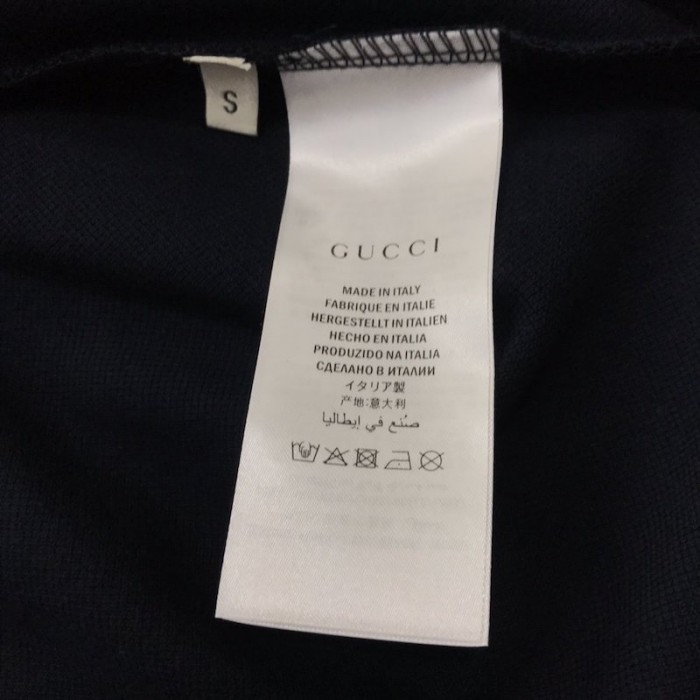 S
GUCCI
MADE IN ITALY
FABRIQUE EN ITALIE
HERGESTELLT IN ITALIEN
HECHO EN ITALIA
PRODUZIDO NA ITALIA
СДЕЛАНО В ИТАЛИИ
イタリア製
产地:意大利
صُنع في إيطاليا